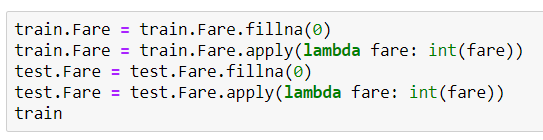 train.Fare = train.Fare.fillna(0)
train.Fare = train.Fare.apply(lambda fare: int(fare))
test.Fare = test.Fare.fillna(0)
test.Fare = test.Fare.apply(lambda fare: int(fare))
train